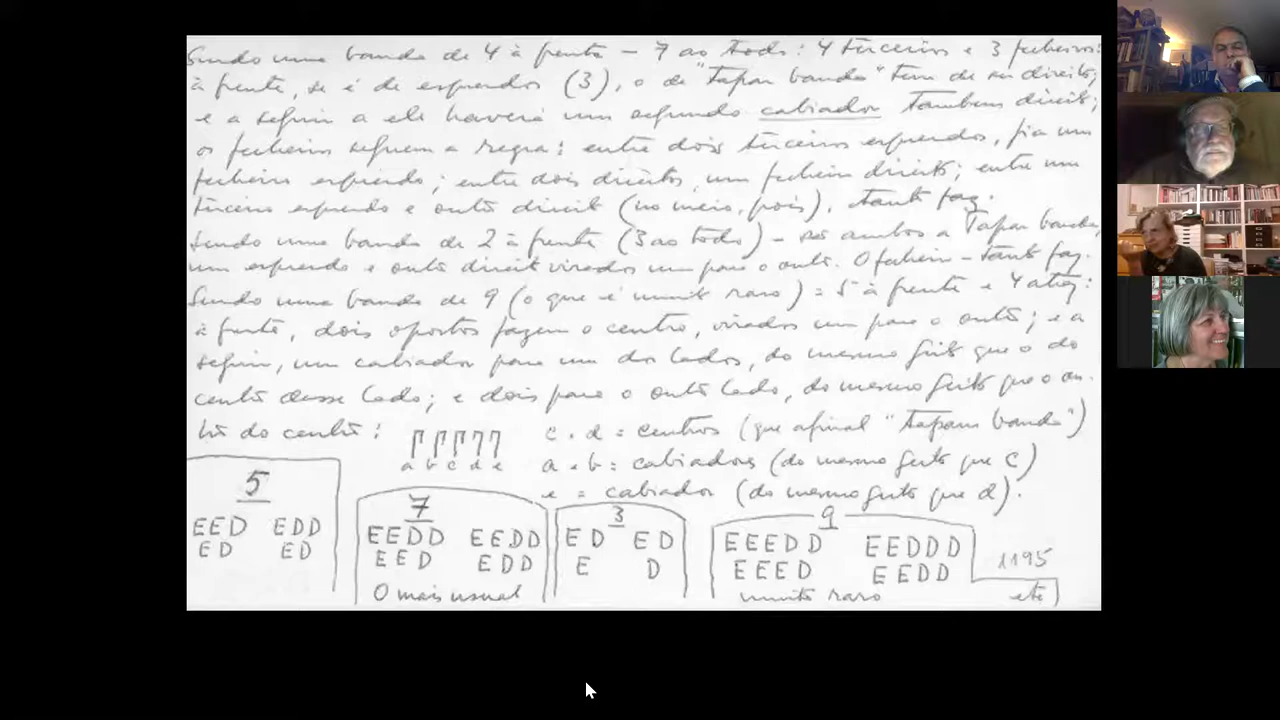 Sendo uma banda de 4 à frente – 7 ao todo: 4 terceiros e 3 fucheiros:
à frente, se é de esquerdos (3), o de "tapar banda" tem de ser direito;
e a seguir a ele haverá um segundo cabiador também direito;
os fucheiros seguem a regra: entre dois terceiros esquerdos, fia um
fucheiro esquerdo; entre dois direitos, um fucheiro direito; entre um
terceiro esquerdo e outro direito (no meio, pois), tanto faz.
Sendo uma banda de 2 à frente (3 ao todo) – são ambos a Tapar banda,
um esquerdo e outro direito virados um para o outro. O fucheiro – tanto faz.
Sendo uma banda de 9 (o que é muito raro) = 5 à frente e 4 atrás:
à frente, dois opostos fazem o centro, virados um para o outro; e a
seguir, um cabiador para um dos lados, do mesmo feito que o do
centro desse lado; e dois para o outro lado, do mesmo feito que o ou-
tro do centro:
a b c d e
c. d = centros (que afinal "tapam banda")
a e b = cabiadores (do mesmo feito que c)
e = cabiador (do mesmo feito que d).
5
EED EDD
ED ED
7
EEDD EEDD
EED EDD
O mais usual
3
ED ED
E D
9
EEEDD EEDDD
EEED EEDD
muito raro
1195
etc